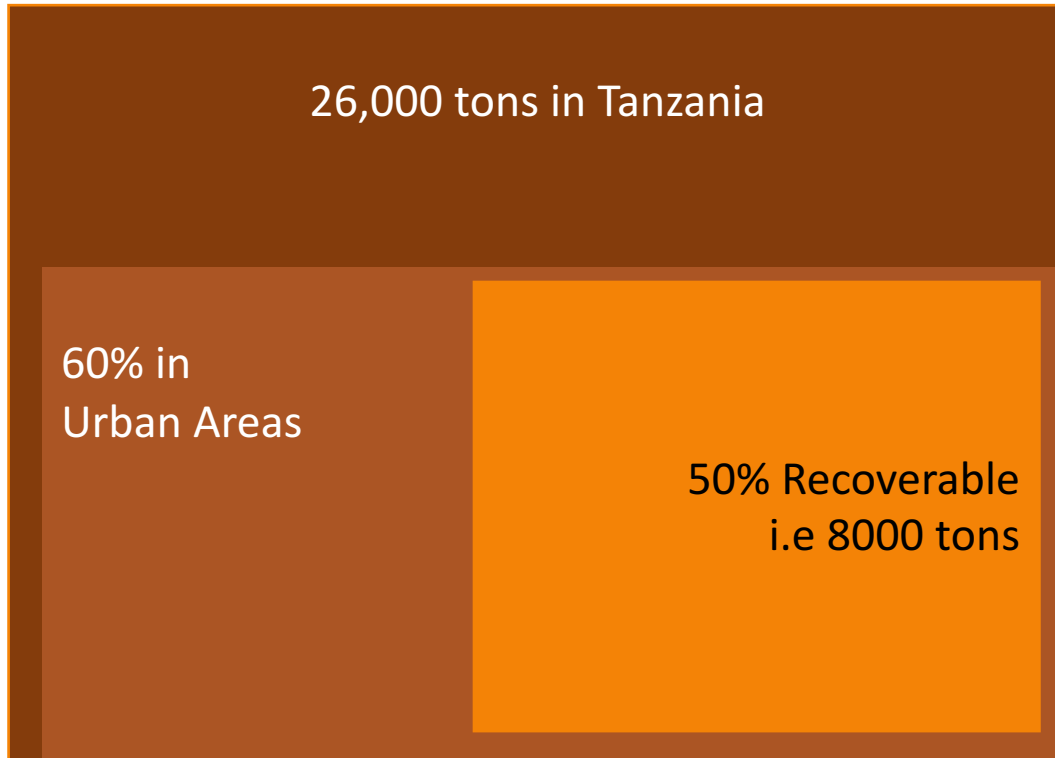 26,000 tons in Tanzania
60% in
Urban Areas
50% Recoverable
i.e 8000 tons